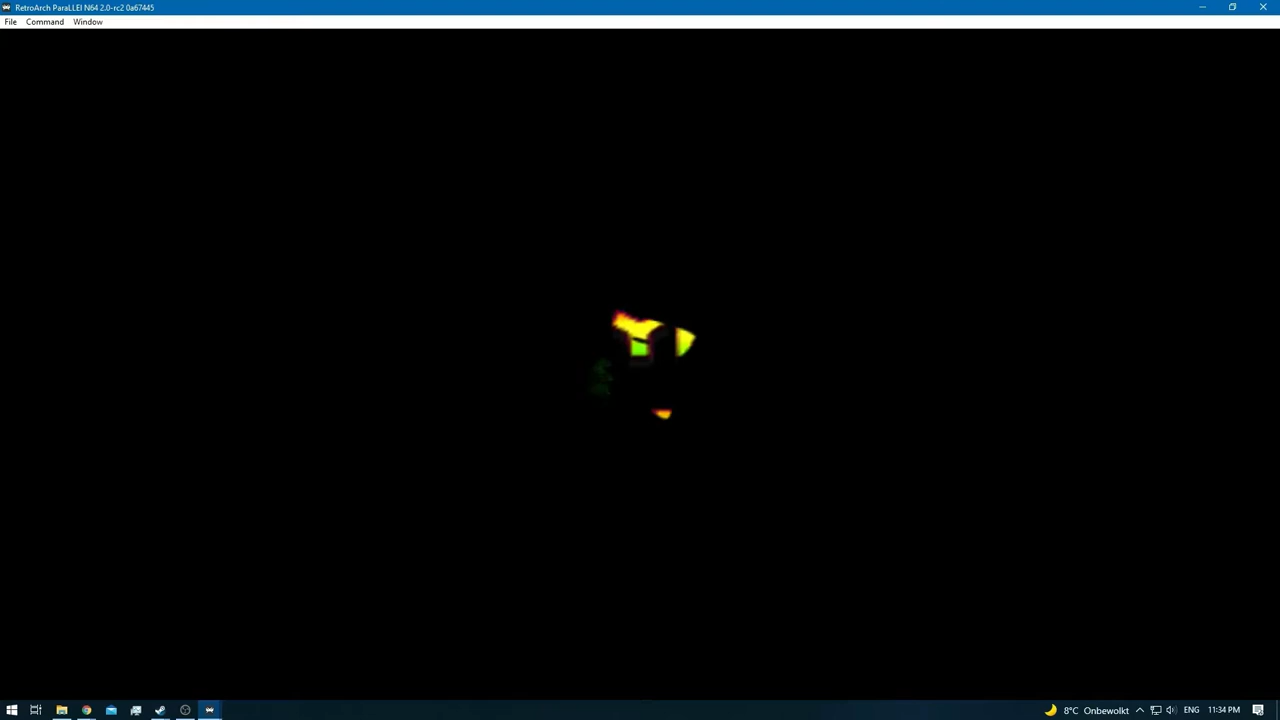 RetroArch ParaLLEl N64 2.0-rc2 0a67445
File Command Window
8°C Onbewolkt ENG 11:34 PM